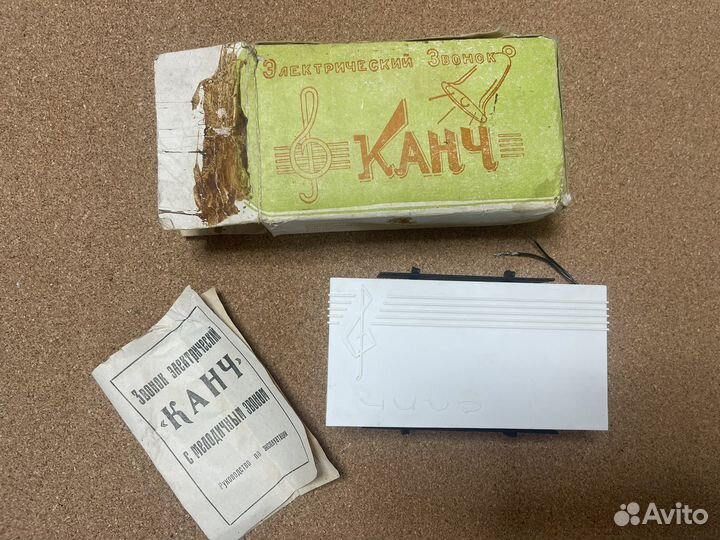 Электрический Звонок
КАНЧ
Звонок электрический
«КАНЧ»
с мелодичным звоном
Руководство по эксплуатации
Avito